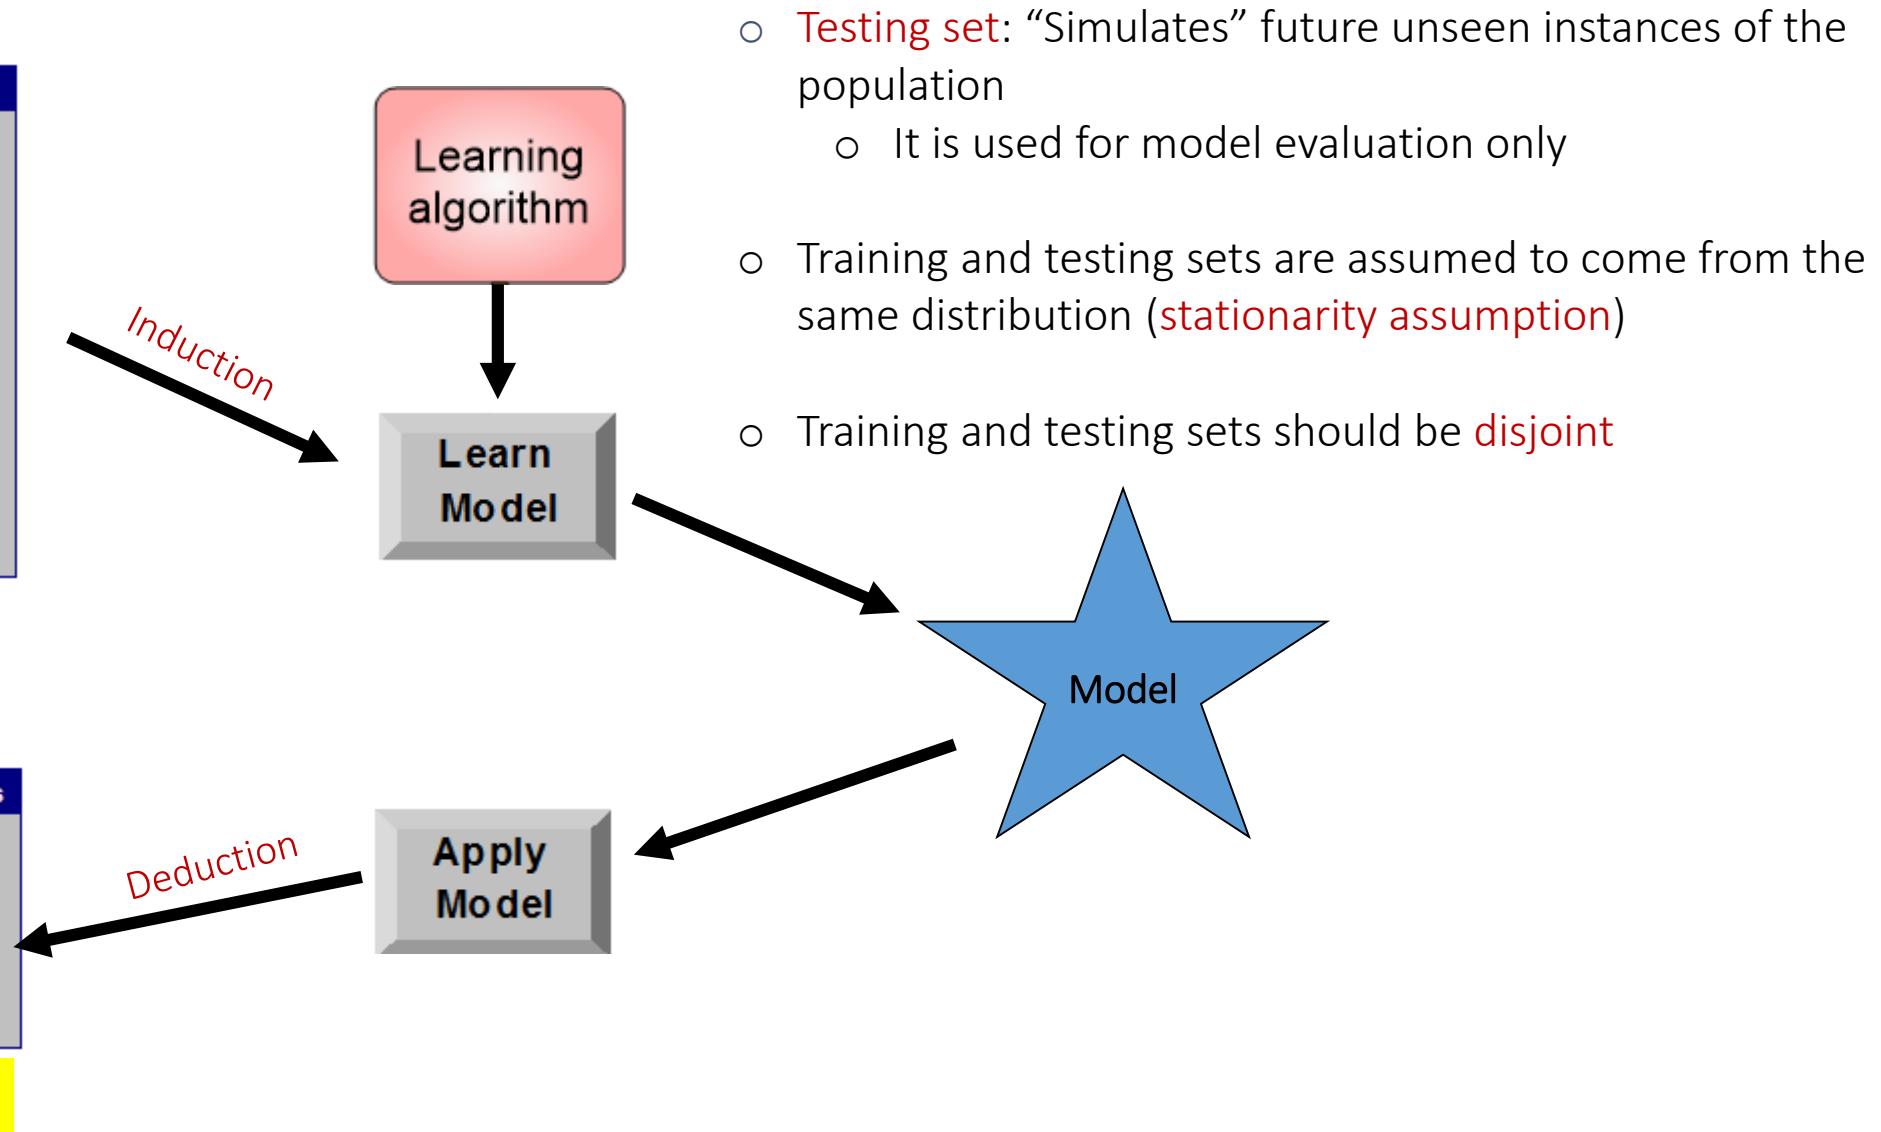 Testing set: “Simulates” future unseen instances of the
population
It is used for model evaluation only
Training and testing sets are assumed to come from the
same distribution (stationarity assumption)
Training and testing sets should be disjoint
Learning
algorithm
Induction
Learn
Model
Model
Apply
Model
Deduction
s